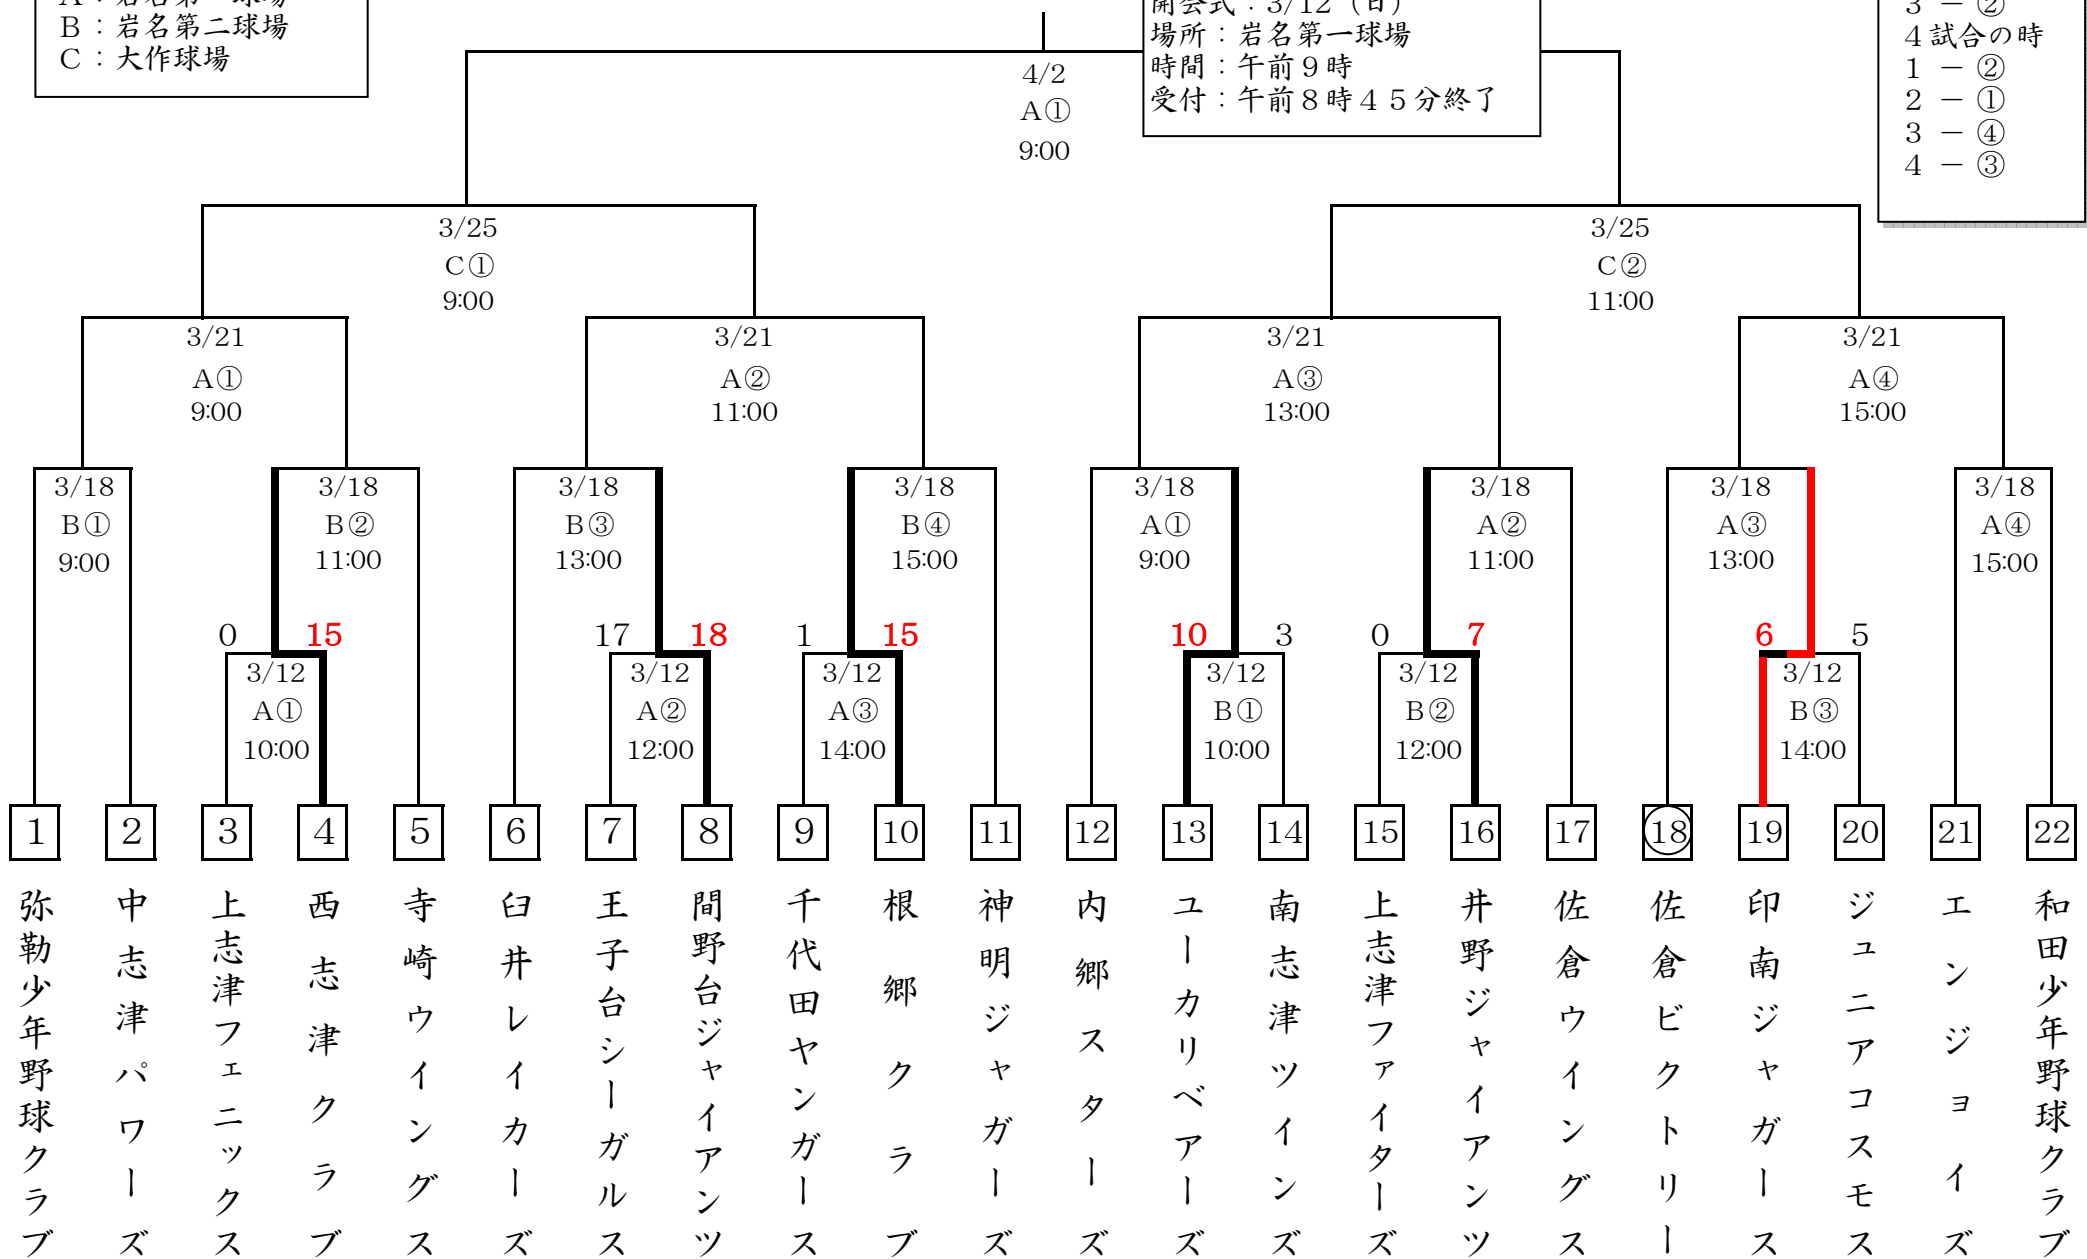 B：岩名第二球場
C：大作球場
場所：岩名第一球場
時間：午前９時
受付：午前８時４５分終了
3 － ②
4試合の時
1 － ②
2 － ①
3 － ④
4 － ③
4/2
A①
9:00
3/25
C①
9:00
3/25
C②
11:00
3/21
A①
9:00
3/21
A②
11:00
3/21
A③
13:00
3/21
A④
15:00
3/18
B①
9:00
3/18
B②
11:00
3/18
B③
13:00
3/18
B④
15:00
3/18
A①
9:00
3/18
A②
11:00
3/18
A③
13:00
3/18
A④
15:00
0 15
3/12
A①
10:00
17 18
3/12
A②
12:00
1 15
3/12
A③
14:00
10 3
3/12
B①
10:00
0 7
3/12
B②
12:00
6 5
3/12
B③
14:00
1 2 3 4 5 6 7 8 9 10 11 12 13 14 15 16 17 18 19 20 21 22
弥勒少年野球クラブ
中志津パワーズ
上志津フェニックス
西志津クラブ
寺崎ウイングス
臼井レイカーズ
王子台シーガルス
間野台ジャイアンツ
千代田ヤンガース
根郷クラブ
神明ジャガーズ
内郷スターズ
ユーカリベアーズ
南志津ツインズ
上志津ファイターズ
井野ジャイアンツ
佐倉ウイングス
佐倉ビクトリー
印南ジャガース
ジュニアコスモス
エンジョイズ
和田少年野球クラブ